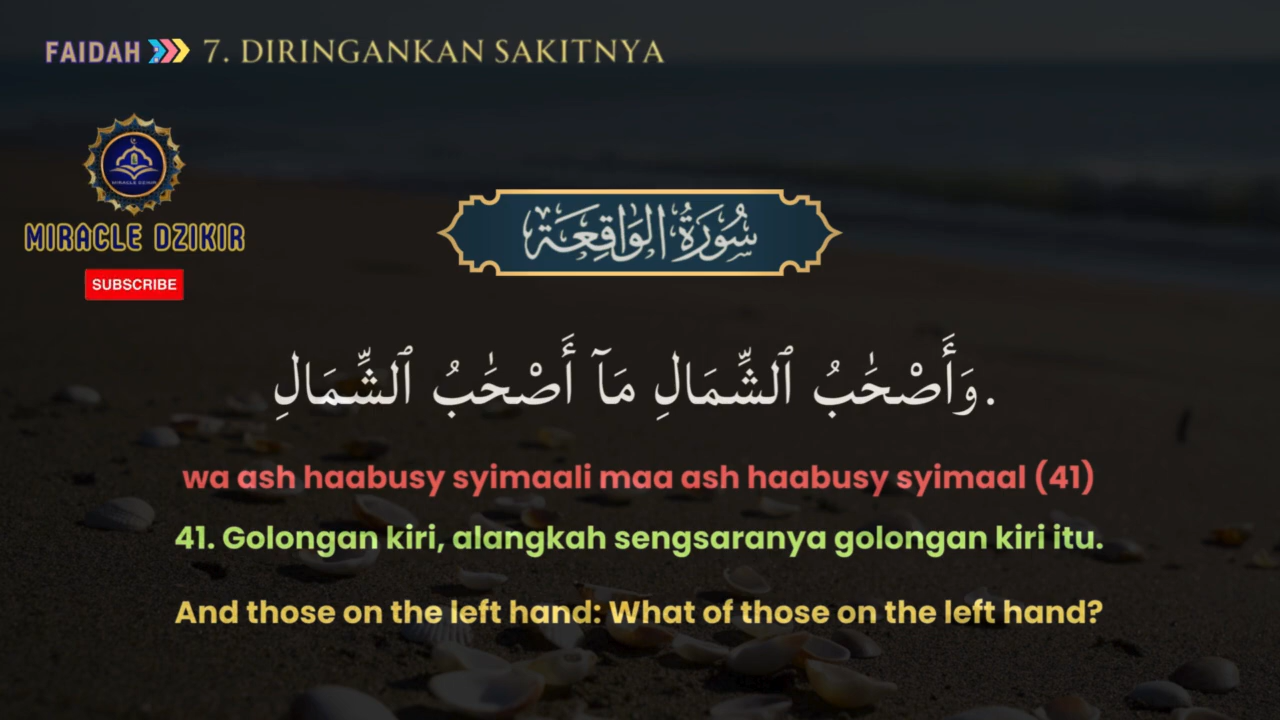 FAIDAH 7. DIRINGANKAN SAKITNYA
MIRACLE DZIKIR
MIRACLE DZIKIR
SUBSCRIBE
سُورَةُ الوَاقِعَة
وَأَصْحَٰبُ ٱلشِّمَالِ مَآ أَصْحَٰبُ ٱلشِّمَالِ.
wa ash haabusy syimaali maa ash haabusy syimaal (41)
41. Golongan kiri, alangkah sengsaranya golongan kiri itu.
And those on the left hand: What of those on the left hand?